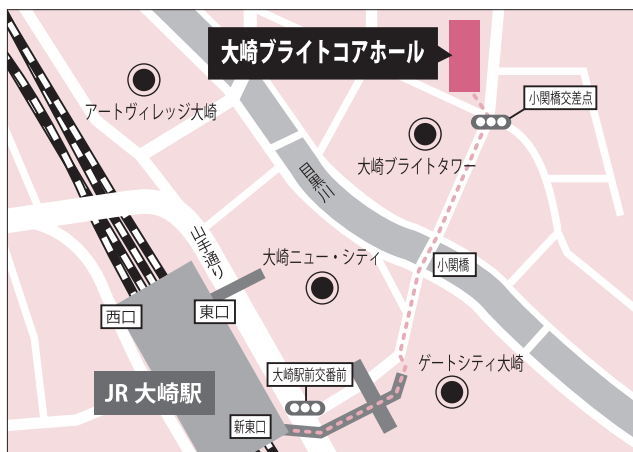 大崎ブライトコアホール
小関橋交差点
アートヴィレッジ大崎
大崎ブライトタワー
目黒川
山手通り
大崎ニュー・シティ
小関橋
西口
東口
大崎駅前交番前
ゲートシティ大崎
JR 大崎駅
新東口